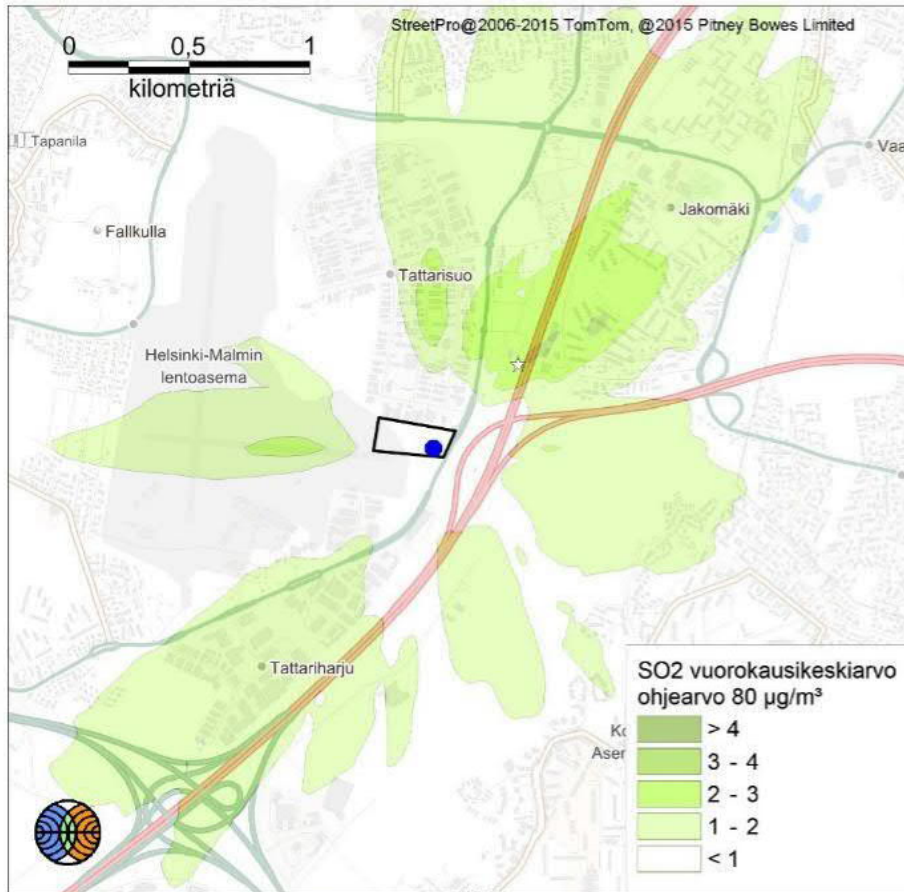 StreetPro@2006-2015 TomTom, @2015 Pitney Bowes Limited
0 0,5 1
kilometriä
Tapanila
Vaa
Fallkulla
Jakomäki
Tattarisuo
Helsinki-Malmin
lentoasema
Tattariharju
SO2 vuorokausikeskiarvo
ohjearvo 80 µg/m³
> 4
3 - 4
2 - 3
1 - 2
< 1
Asen